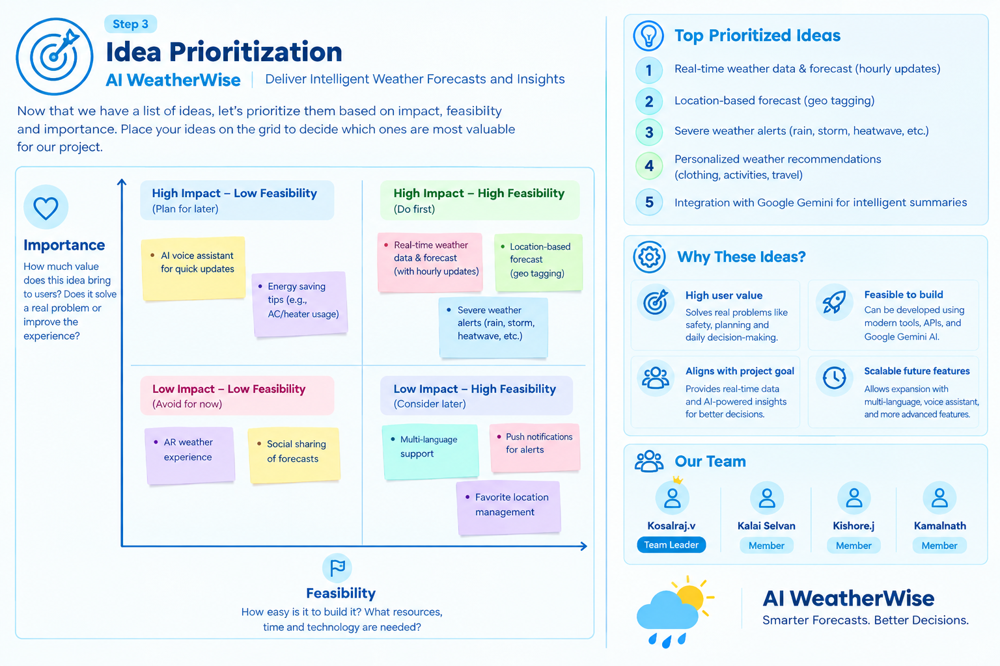 Step 3
Idea Prioritization
AI WeatherWise
Deliver Intelligent Weather Forecasts and Insights
Now that we have a list of ideas, let's prioritize them based on impact, feasibility
and importance. Place your ideas on the grid to decide which ones are most valuable
for our project.
Importance
How much value
does this idea bring
to users? Does it solve
a real problem or
improve the
experience?
High Impact – Low Feasibility
(Plan for later)
• AI voice assistant
for quick updates
• Energy saving
tips (e.g.,
AC/heater usage)
High Impact – High Feasibility
(Do first)
• Real-time weather
data & forecast
(with hourly updates)
• Location-based
forecast
(geo tagging)
• Severe weather
alerts (rain, storm,
heatwave, etc.)
Low Impact – Low Feasibility
(Avoid for now)
• AR weather
experience
• Social sharing
of forecasts
Low Impact – High Feasibility
(Consider later)
• Multi-language
support
• Push notifications
for alerts
• Favorite location
management
Feasibility
How easy is it to build it? What resources,
time and technology are needed?
Top Prioritized Ideas
1 Real-time weather data & forecast (hourly updates)
2 Location-based forecast (geo tagging)
3 Severe weather alerts (rain, storm, heatwave, etc.)
4 Personalized weather recommendations
(clothing, activities, travel)
5 Integration with Google Gemini for intelligent summaries
Why These Ideas?
High user value
Solves real problems like
safety, planning and
daily decision-making.
Feasible to build
Can be developed using
modern tools, APIs, and
Google Gemini AI.
Aligns with project goal
Provides real-time data
and AI-powered insights
for better decisions.
Scalable future features
Allows expansion with
multi-language, voice assistant,
and more advanced features.
Our Team
Kosalraj.v
Team Leader
Kalai Selvan
Member
Kishore.j
Member
Kamalnath
Member
AI WeatherWise
Smarter Forecasts. Better Decisions.